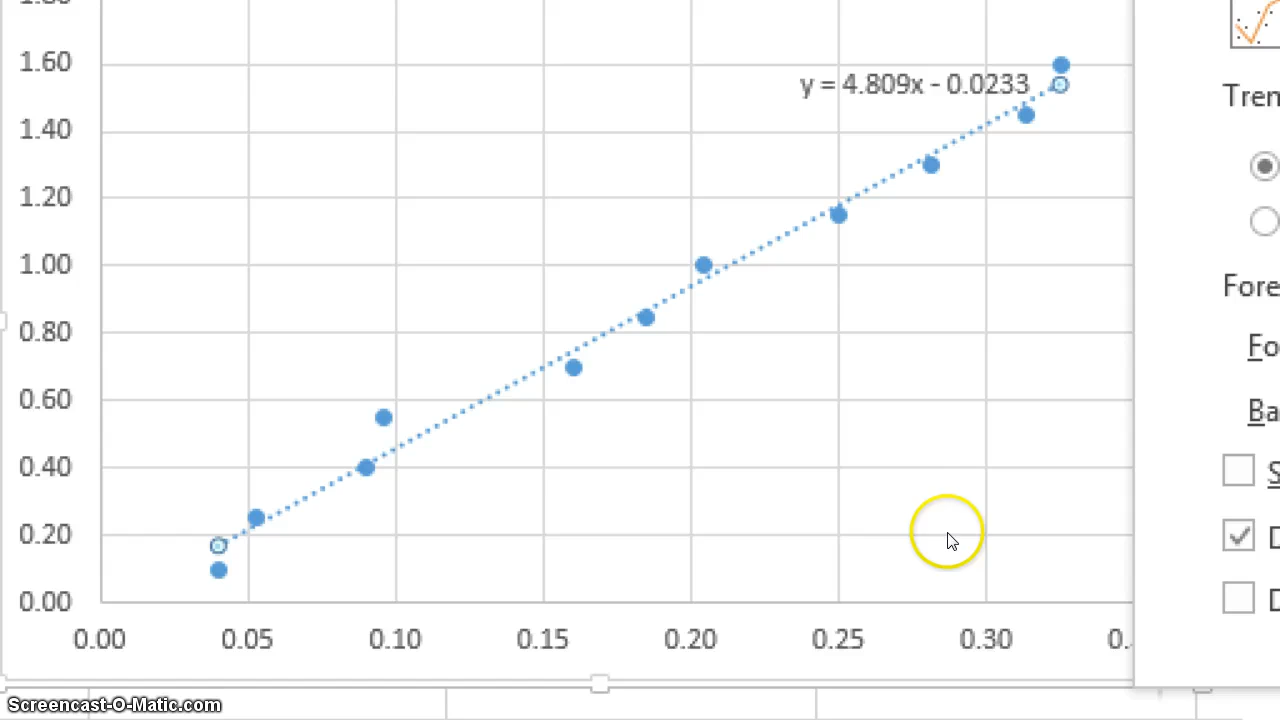 1.60
y = 4.809x - 0.0233
Tren
1.40
1.20
1.00
Fore
0.80
Fo
0.60
Ba
0.40
S
0.20
D
0.00
D
0.00 0.05 0.10 0.15 0.20 0.25 0.30 0.
Screencast-O-Matic.com